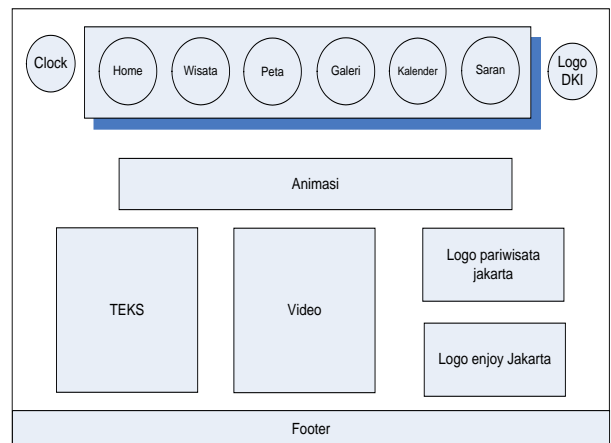 Clock
Home
Wisata
Peta
Galeri
Kalender
Saran
Logo
DKI
Animasi
TEKS
Video
Logo pariwisata
jakarta
Logo enjoy Jakarta
Footer